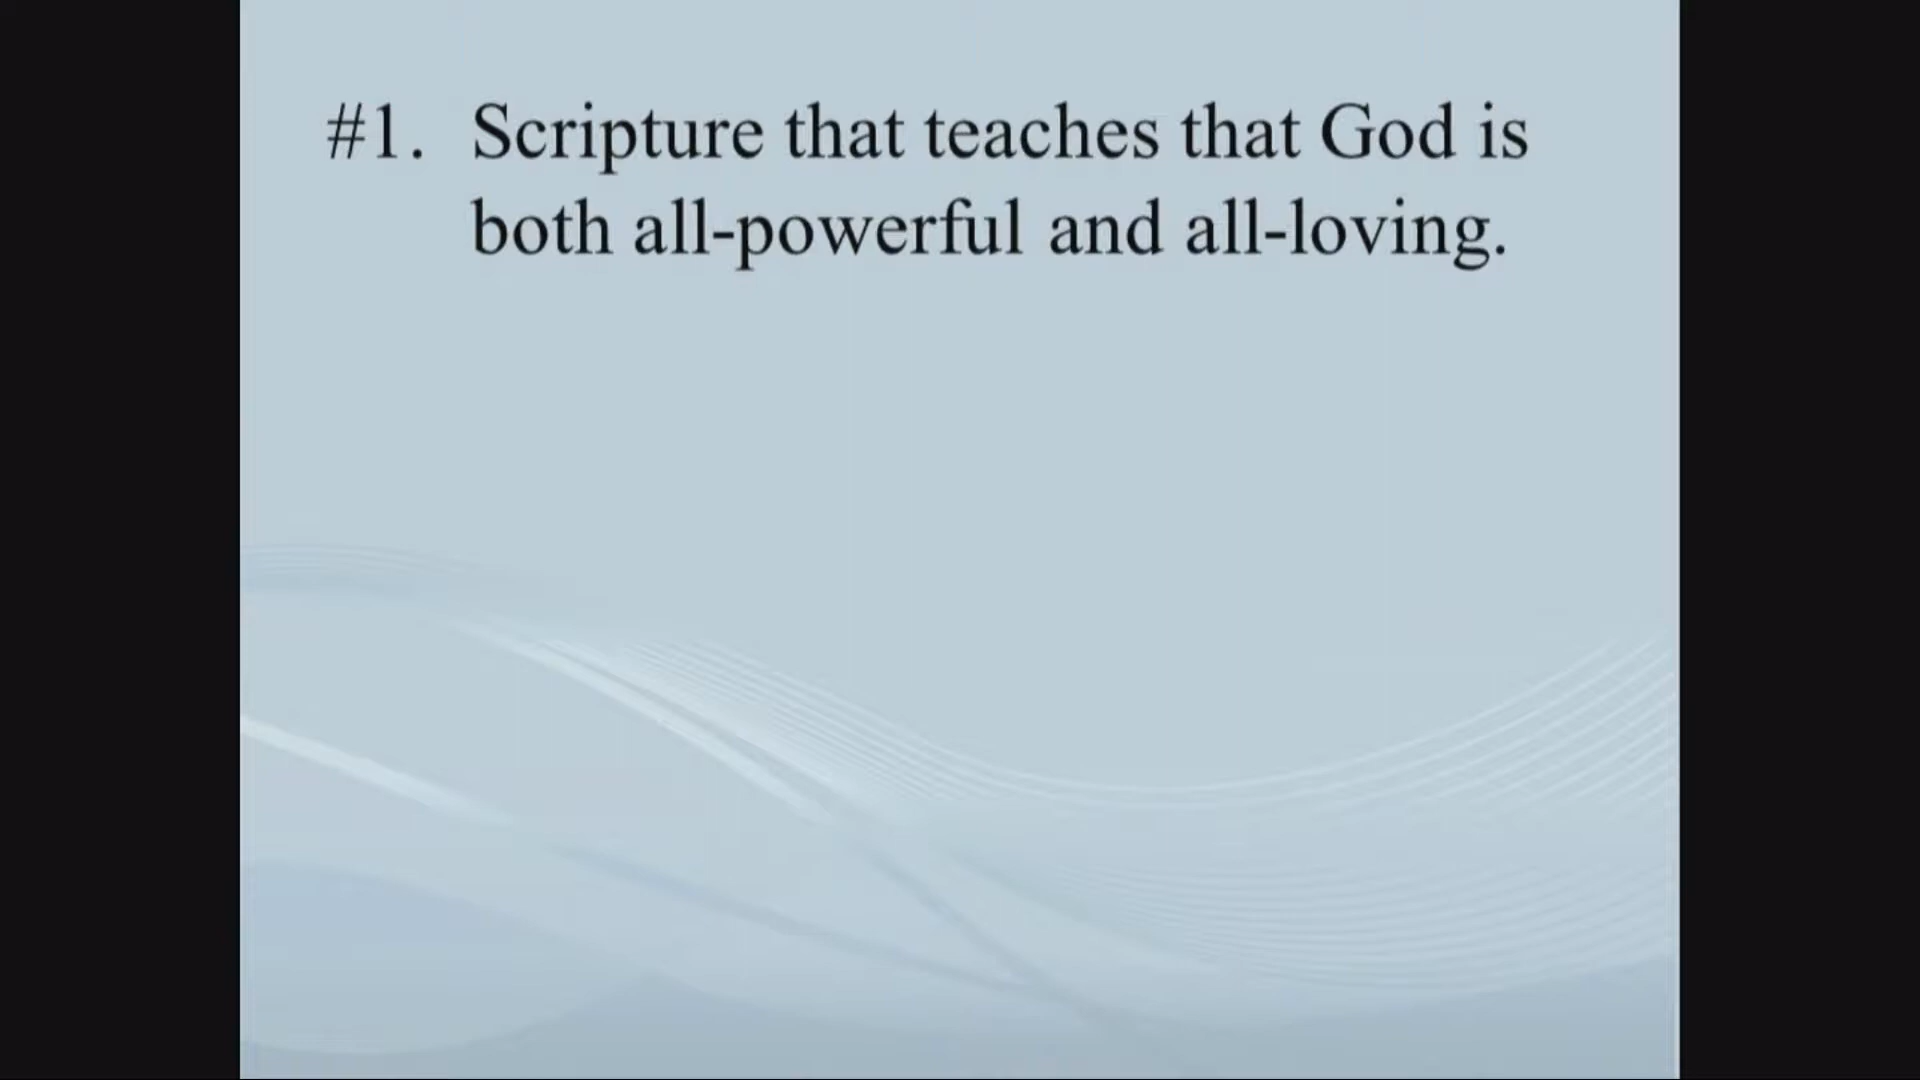 #1. Scripture that teaches that God is
both all-powerful and all-loving.